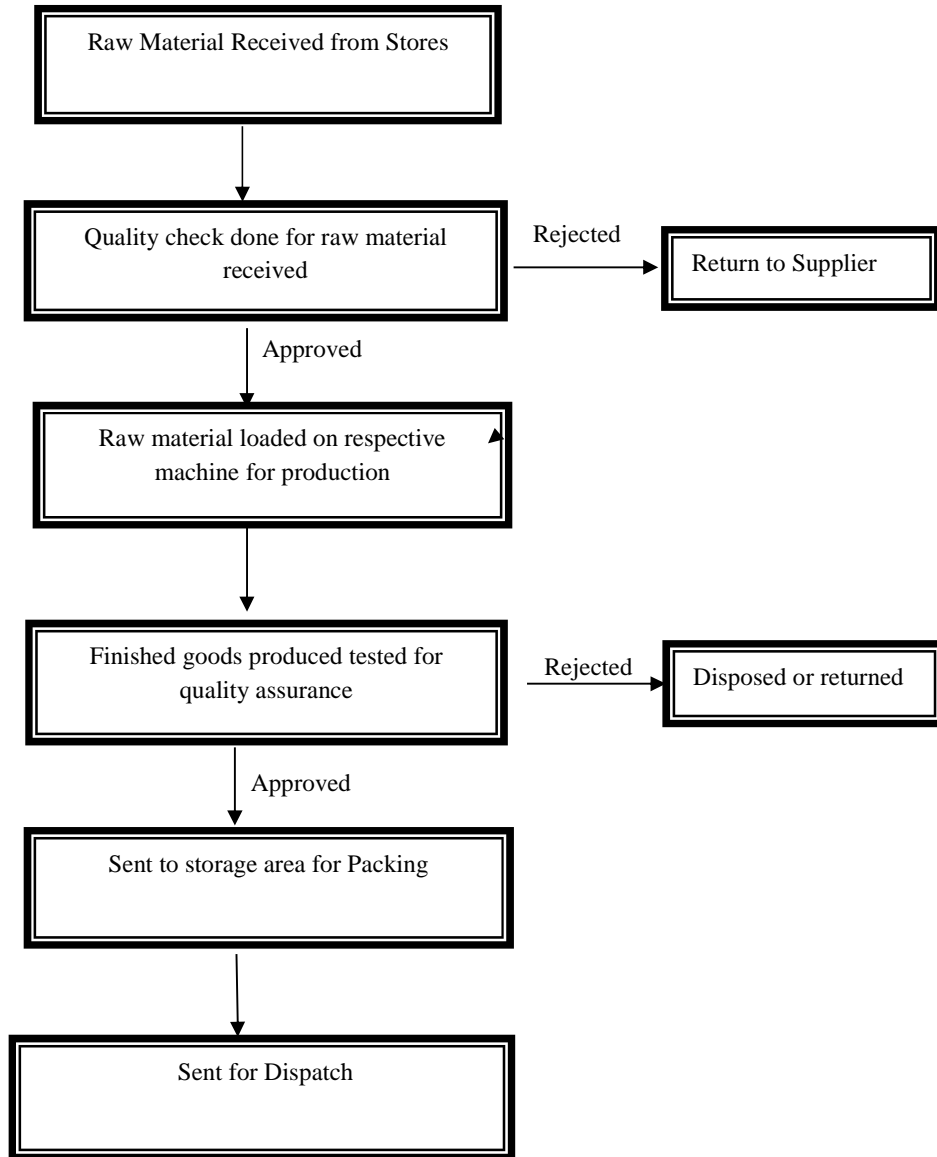 Raw Material Received from Stores
Quality check done for raw material
received
Rejected
Return to Supplier
Approved
Raw material loaded on respective
machine for production
Finished goods produced tested for
quality assurance
Rejected
Disposed or returned
Approved
Sent to storage area for Packing
Sent for Dispatch